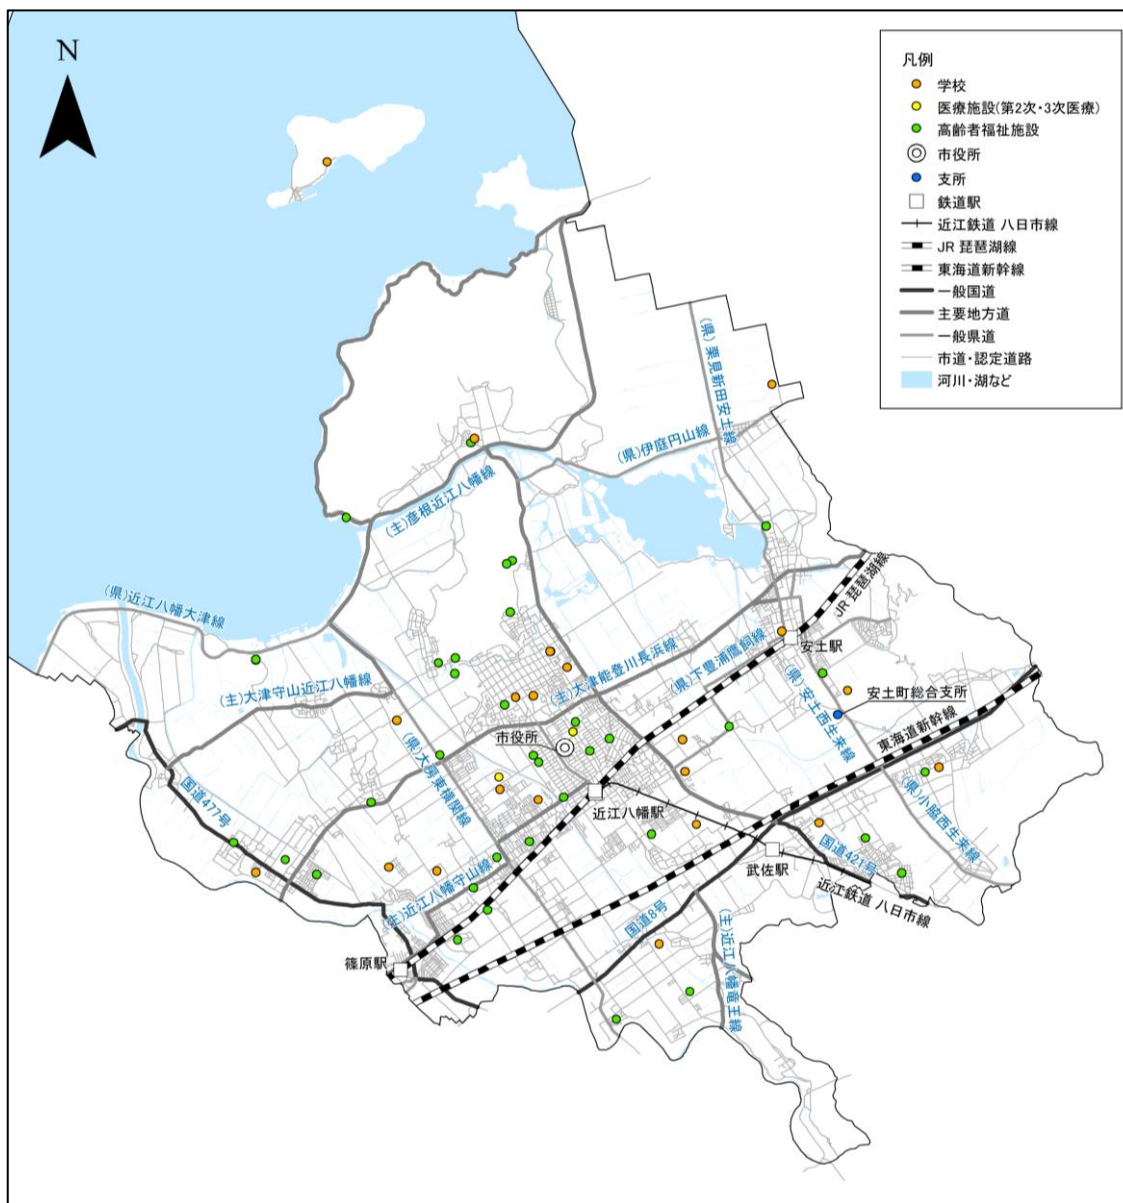 N
凡例
学校
医療施設(第2次・3次医療)
高齢者福祉施設
市役所
支所
鉄道駅
近江鉄道 八日市線
JR 琵琶湖線
東海道新幹線
一般国道
主要地方道
一般県道
市道・認定道路
河川・湖など
(県)栗見新田安土線
(県)伊庭円山線
(主)彦根近江八幡線
(県)近江八幡大津線
JR 琵琶湖線
(主)大津守山近江八幡線
(主)大津能登川長浜線
(県)下豊浦鷹飼線
安土駅
(県)安土西生来線
安土町総合支所
東海道新幹線
市役所
(県)大房東横関線
国道477号
近江八幡駅
(県)小脇西生来線
国道421号
武佐駅
近江鉄道 八日市線
(主)近江八幡守山線
国道8号
篠原駅
(主)近江八幡竜王線